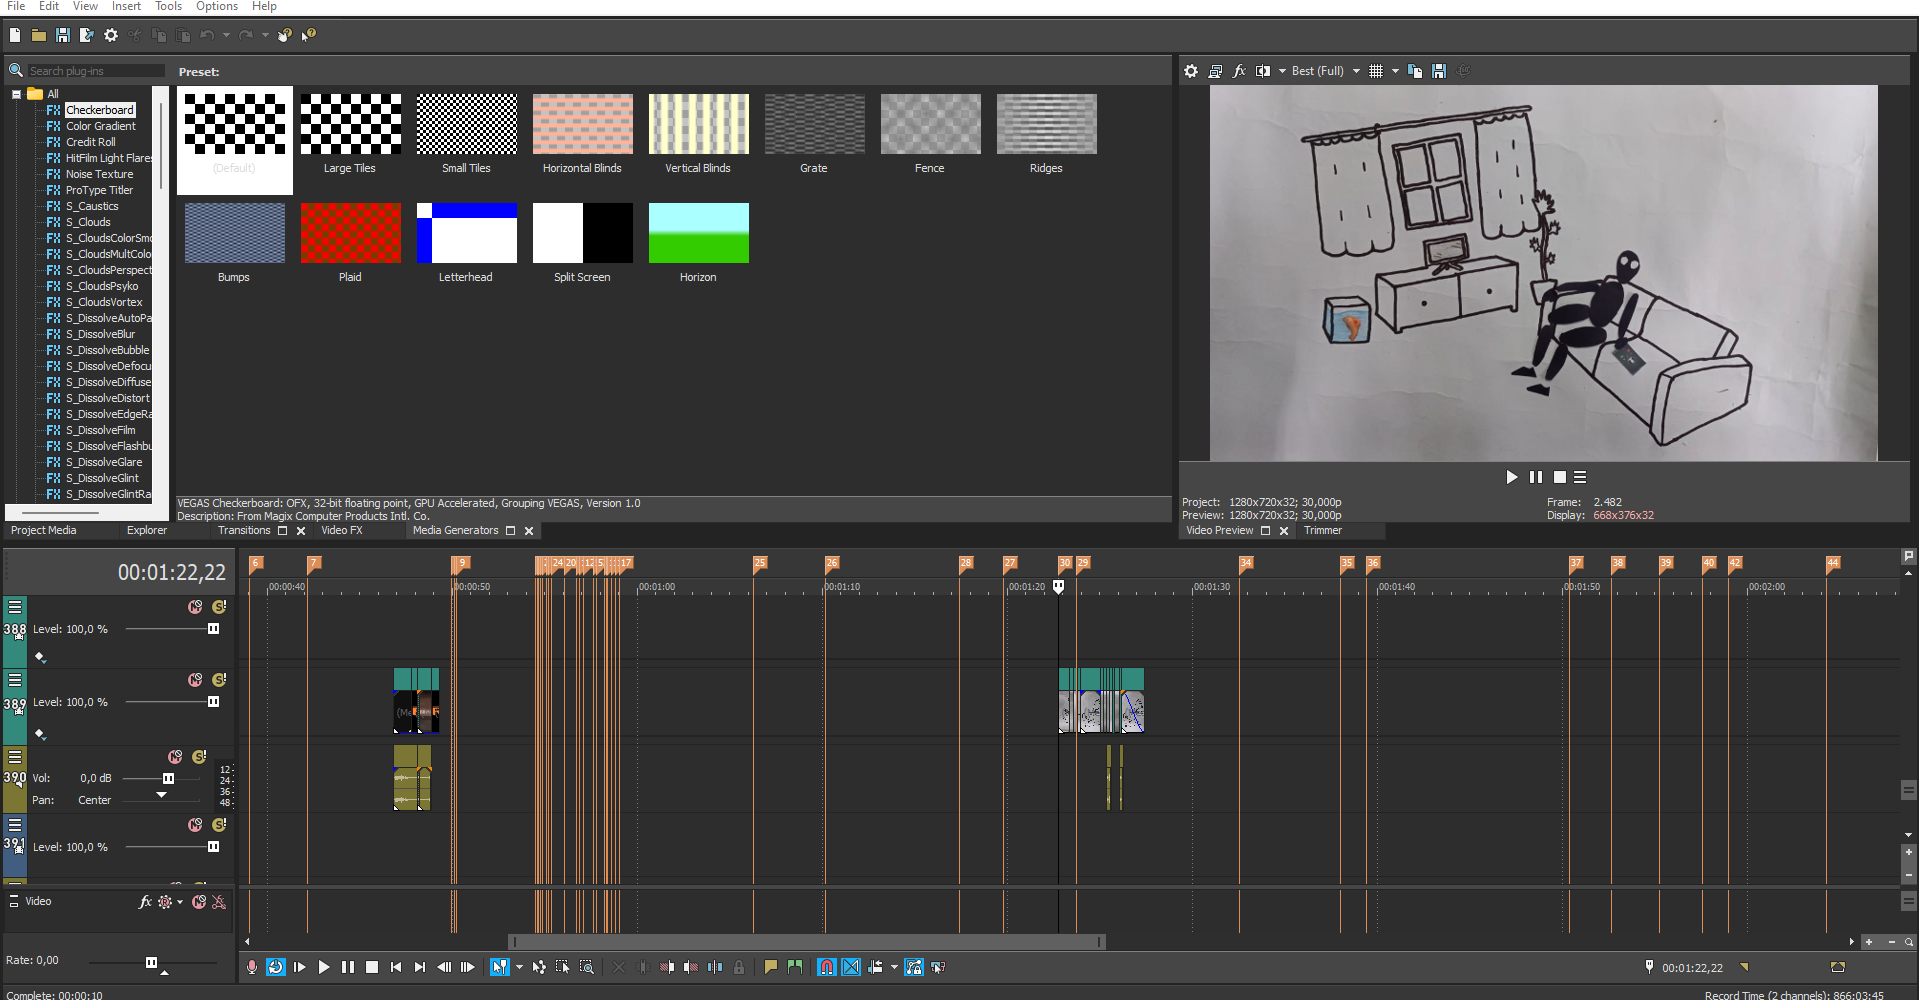 File Edit View Insert Tools Options Help
Search plug-ins
Preset:
Best (Full)
All
Checkerboard
Color Gradient
Credit Roll
HitFilm Light Flares
Noise Texture
ProType Titler
S_Caustics
S_Clouds
S_CloudsColorSmo
S_CloudsMultColo
S_CloudsPerspect
S_CloudsPsyko
S_CloudsVortex
S_DissolveAutoPa
S_DissolveBlur
S_DissolveBubble
S_DissolveDefocu
S_DissolveDiffuse
S_DissolveDistort
S_DissolveEdgeRa
S_DissolveFilm
S_DissolveFlashbu
S_DissolveGlare
S_DissolveGlint
S_DissolveGlintRa
(Default) Large Tiles Small Tiles Horizontal Blinds Vertical Blinds Grate Fence Ridges
Bumps Plaid Letterhead Split Screen Horizon
VEGAS Checkerboard: OFX, 32-bit floating point, GPU Accelerated, Grouping VEGAS, Version 1.0
Description: From Magix Computer Products Intl. Co.
Project Media Explorer Transitions Video FX Media Generators
Project: 1280x720x32; 30,000p Frame: 2.482
Preview: 1280x720x32; 30,000p Display: 668x376x32
Video Preview Trimmer
00:01:22,22
6 7 9 24 20 12 5 17 25 26 28 27 30 29 34 35 36 37 38 39 40 42 44
00:00:40 00:00:50 00:01:00 00:01:10 00:01:20 00:01:30 00:01:40 00:01:50 00:02:00
388 Level: 100,0 %
389 Level: 100,0 %
390 Vol: 0,0 dB
Pan: Center
12
24
36
48
391 Level: 100,0 %
Video
Rate: 0,00
00:01:22,22
Complete: 00:00:10
Record Time (2 channels): 866:03:45